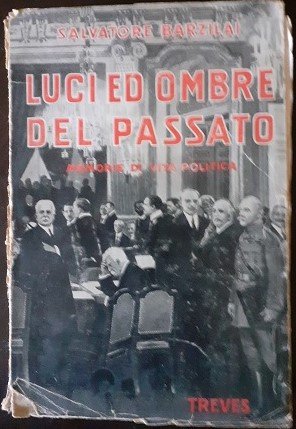 SALVATORE BARZILAI
LUCI ED OMBRE
DEL PASSATO
MEMORIE DI VITA POLITICA
TREVES